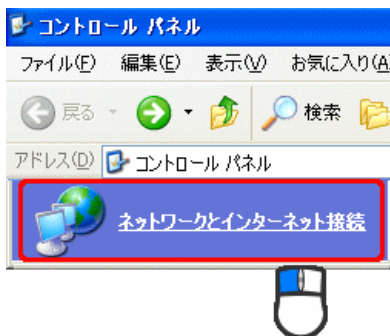 コントロール パネル
ファイル(F) 編集(E) 表示(V) お気に入り(A
戻る 検索
アドレス(D) コントロール パネル
ネットワークとインターネット接続